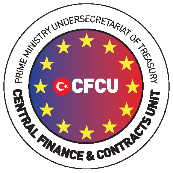 PRIME MINISTRY UNDERSECRETARIAT OF TREASURY
CFCU
CENTRAL FINANCE & CONTRACTS UNIT